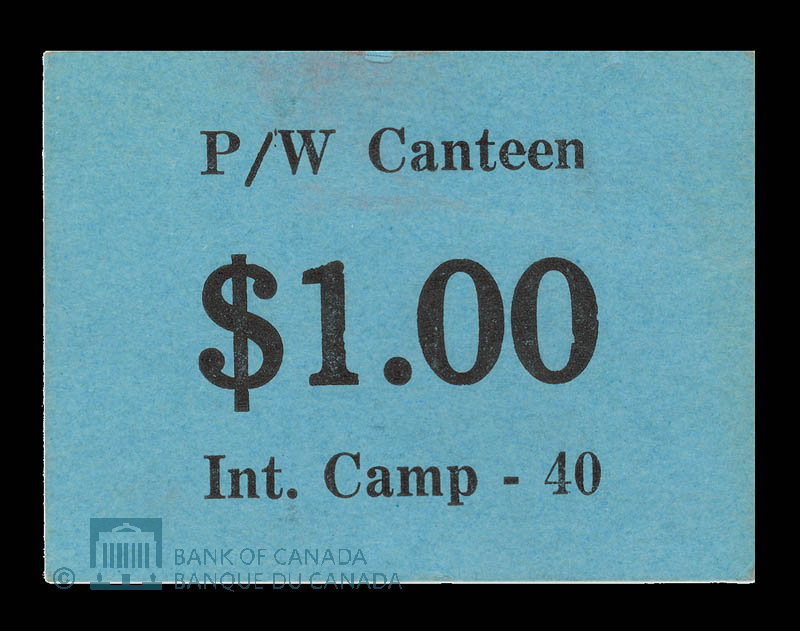 P/W Canteen
$1.00
Int. Camp - 40
© BANK OF CANADA
BANQUE DU CANADA